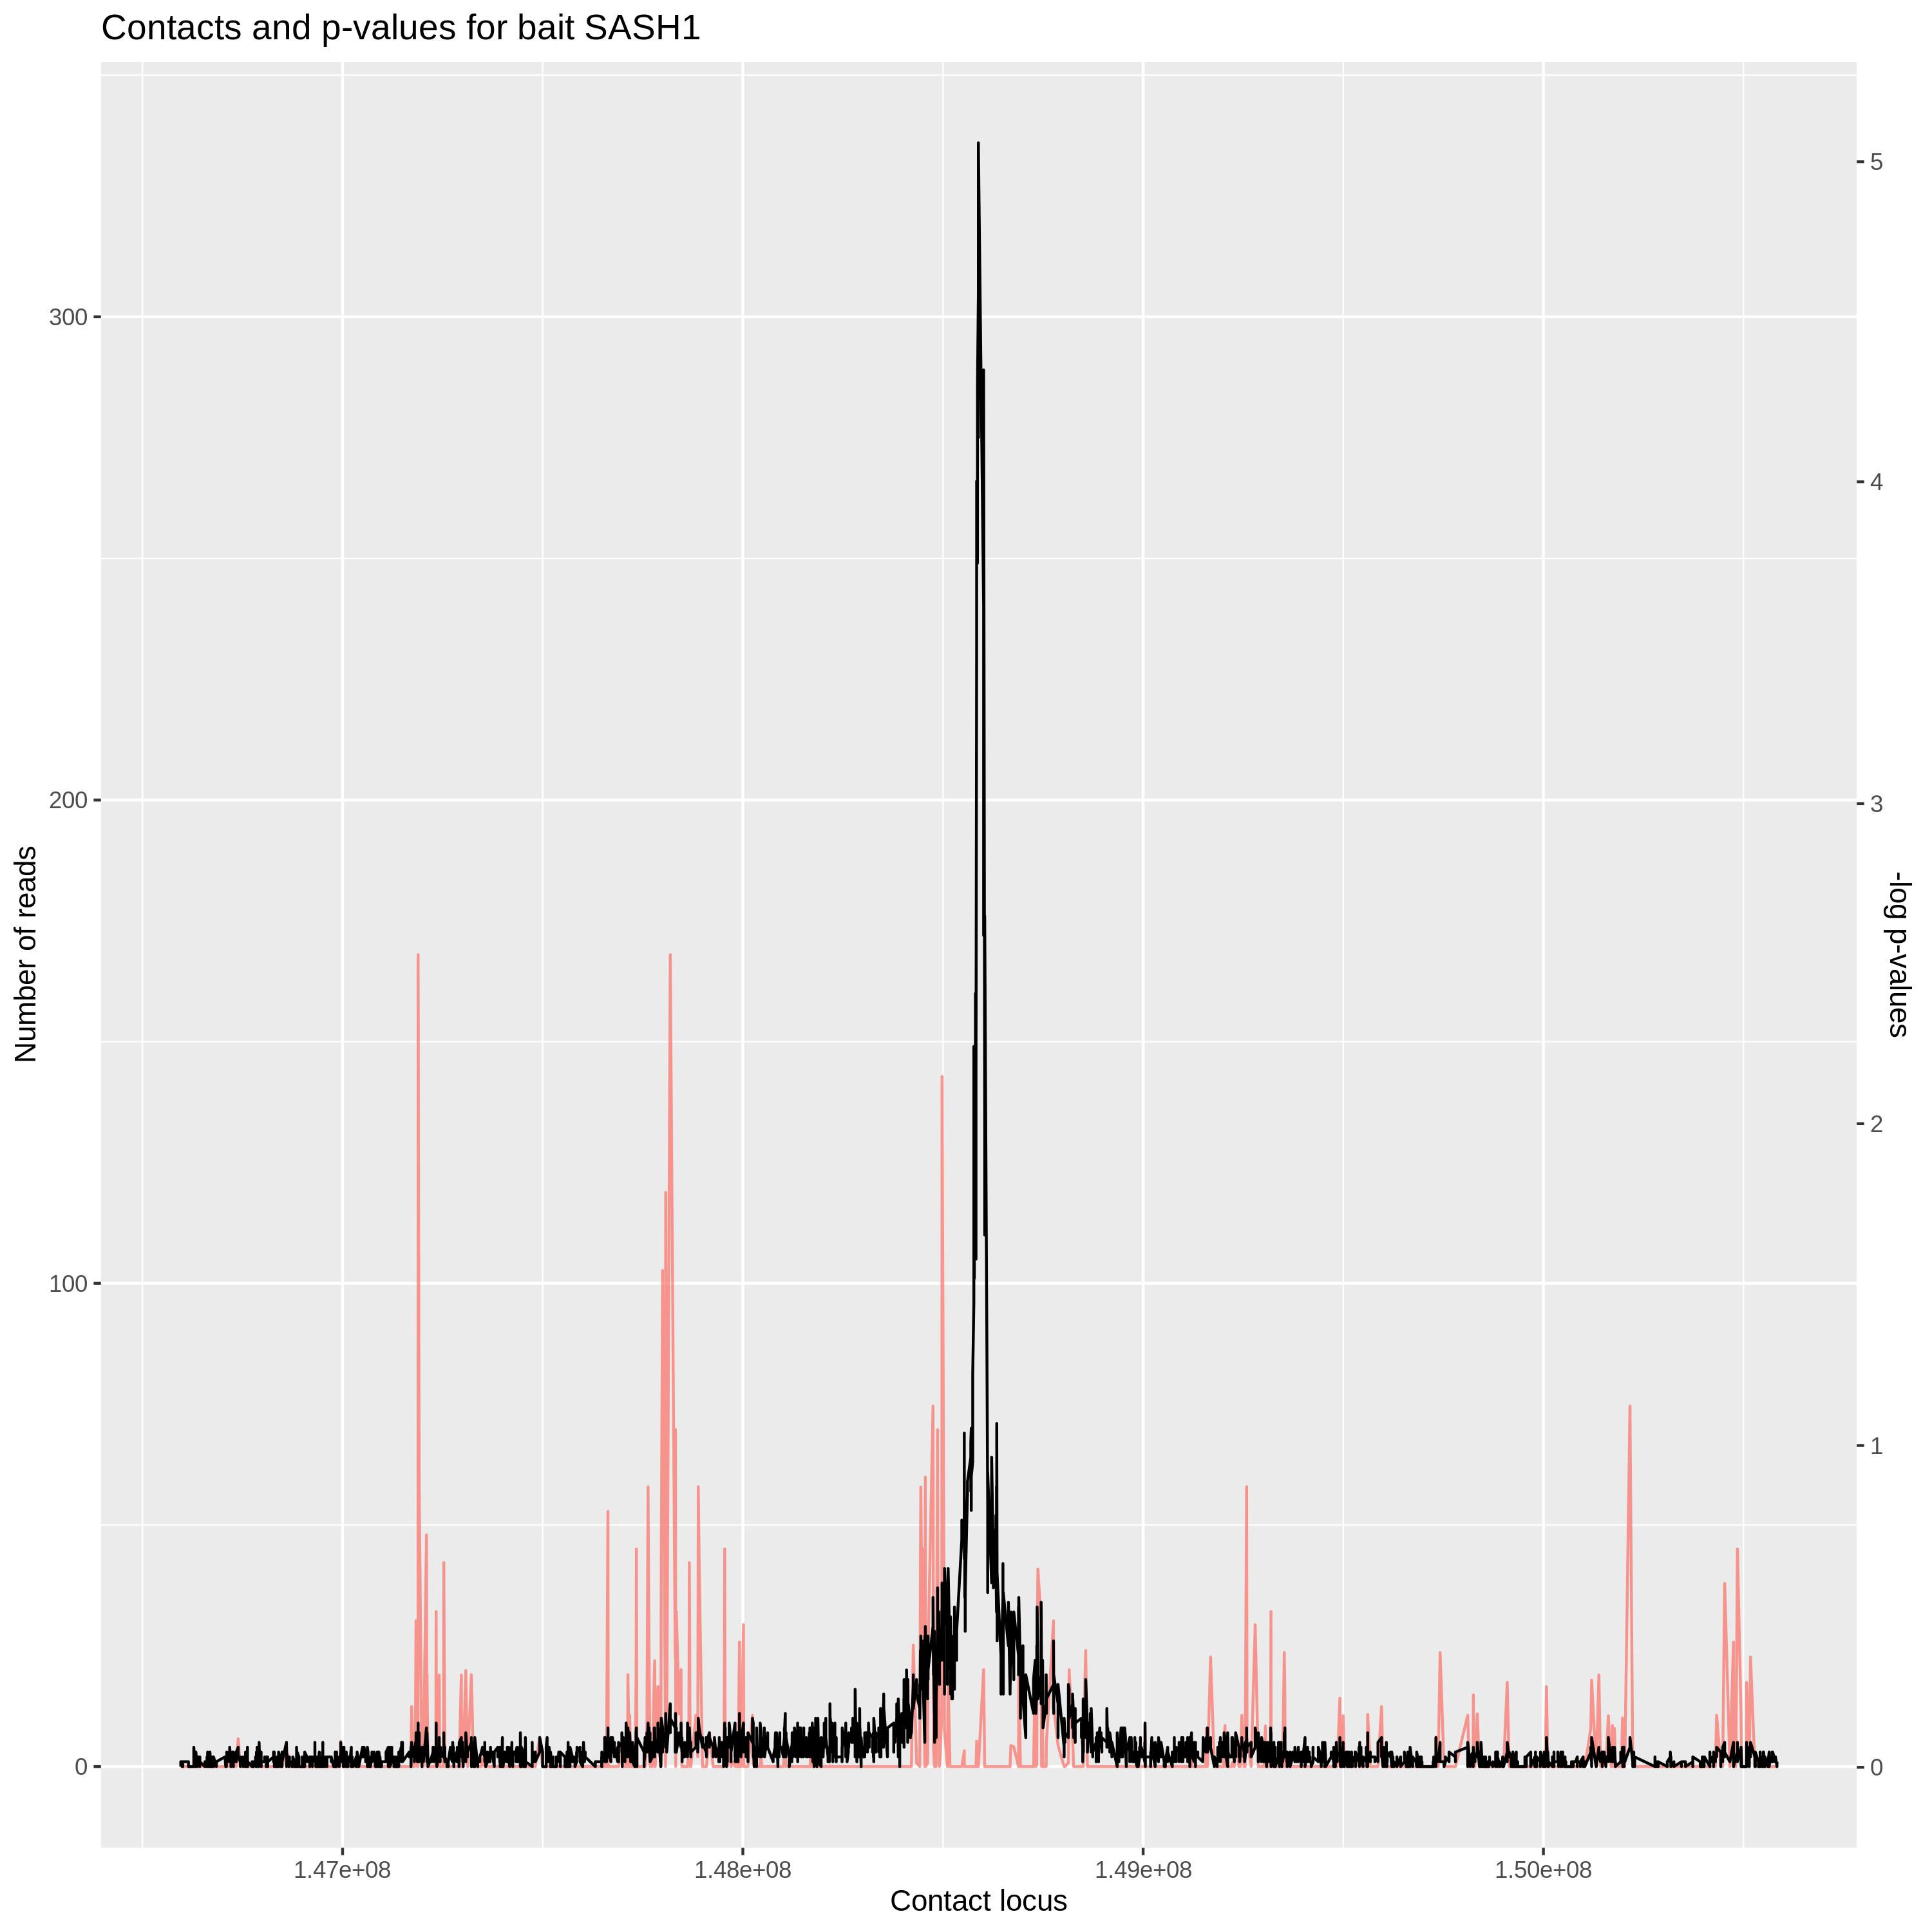 Contacts and p-values for bait SASH1
300
200
100
0
Number of reads
5
4
3
2
1
0
-log p-values
1.47e+08
1.48e+08
1.49e+08
1.50e+08
Contact locus